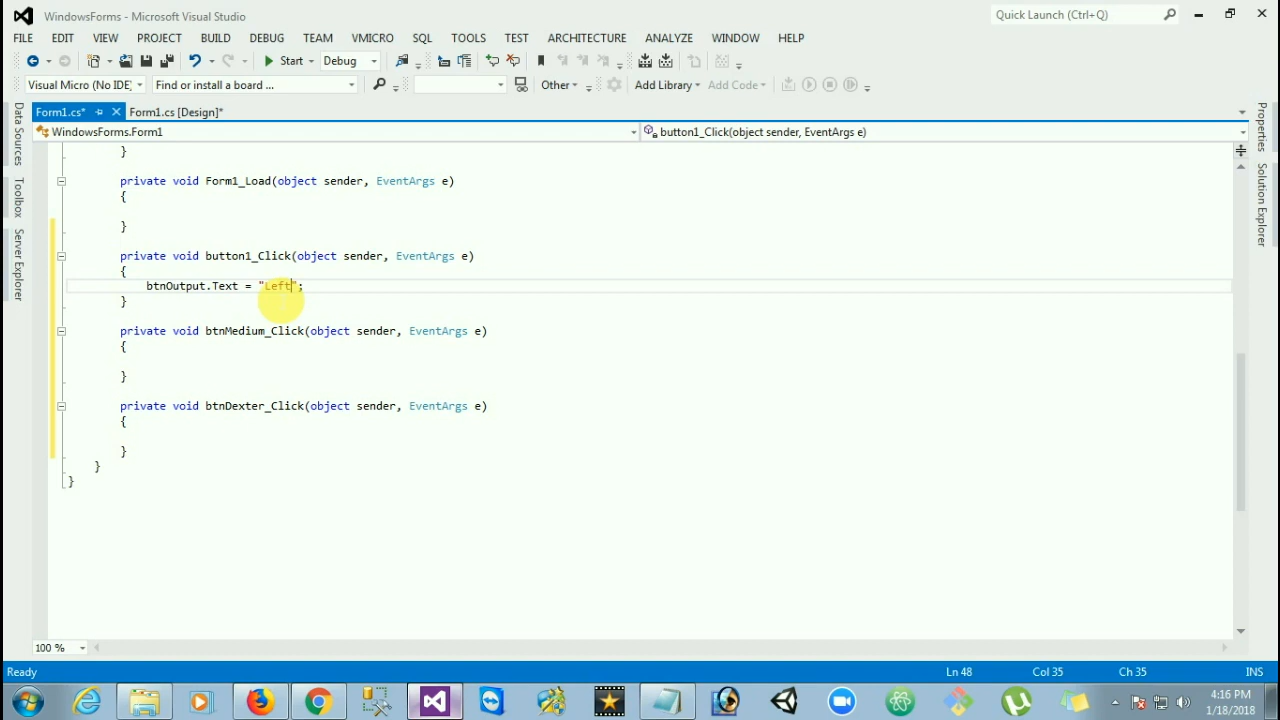 WindowsForms - Microsoft Visual Studio
Quick Launch (Ctrl+Q)
FILE EDIT VIEW PROJECT BUILD DEBUG TEAM VMICRO SQL TOOLS TEST ARCHITECTURE ANALYZE WINDOW HELP
Start Debug
Visual Micro (NO IDE) Find or install a board ... Other Add Library Add Code
Form1.cs* Form1.cs [Design]*
WindowsForms.Form1 button1_Click(object sender, EventArgs e)
Data Sources
Toolbox
Server Explorer
Properties
Solution Explorer
}
private void Form1_Load(object sender, EventArgs e)
{
}
private void button1_Click(object sender, EventArgs e)
{
btnOutput.Text = "Left";
}
private void btnMedium_Click(object sender, EventArgs e)
{
}
private void btnDexter_Click(object sender, EventArgs e)
{
}
}
}
100 %
Ready Ln 48 Col 35 Ch 35 INS
4:16 PM
1/18/2018